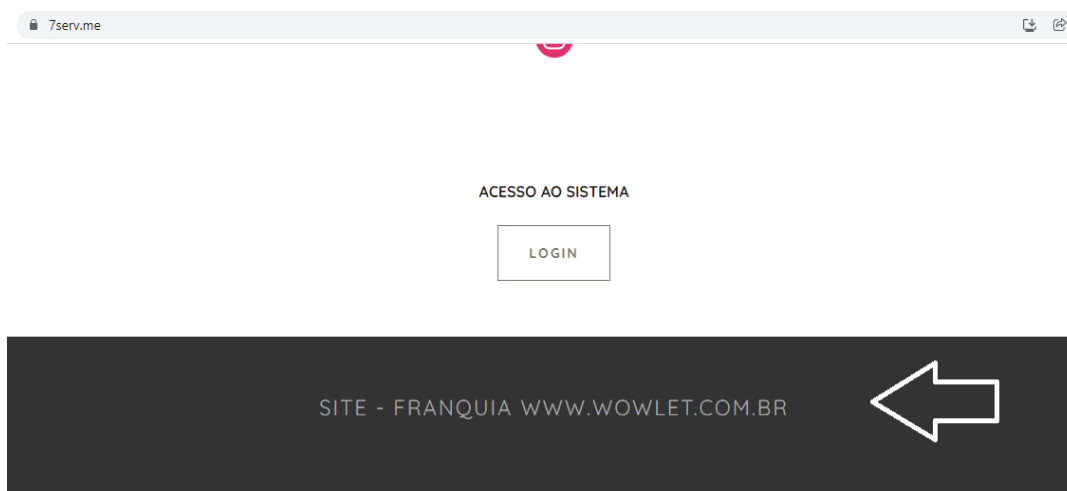 7serv.me
ACESSO AO SISTEMA
LOGIN
SITE - FRANQUIA WWW.WOWLET.COM.BR